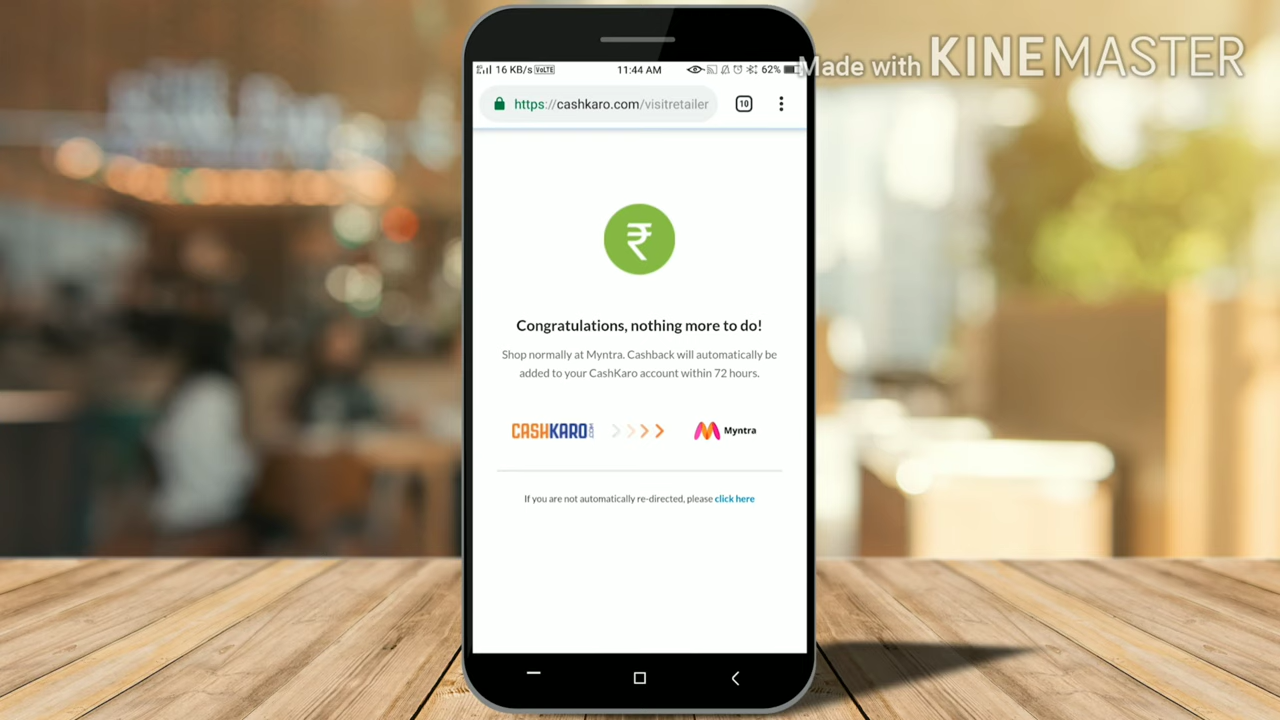 Made with KINEMASTER
16 KB/s VoLTE 11:44 AM 62%
https://cashkaro.com/visitretailer 10
₹
Congratulations, nothing more to do!
Shop normally at Myntra. Cashback will automatically be
added to your CashKaro account within 72 hours.
CASHKARO.COM >>>> Myntra
If you are not automatically re-directed, please click here